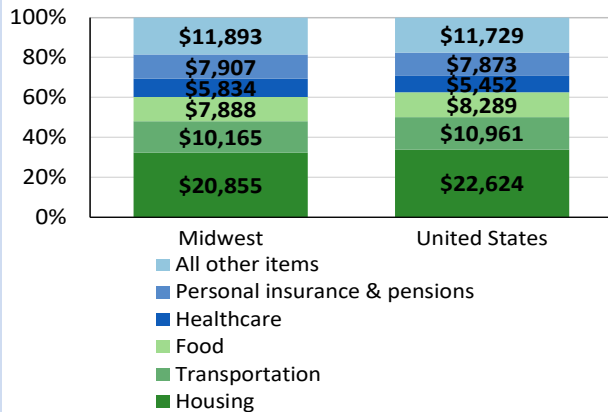 100%
80%
60%
40%
20%
0%
$11,893
$7,907
$5,834
$7,888
$10,165
$20,855
$11,729
$7,873
$5,452
$8,289
$10,961
$22,624
Midwest
United States
All other items
Personal insurance & pensions
Healthcare
Food
Transportation
Housing